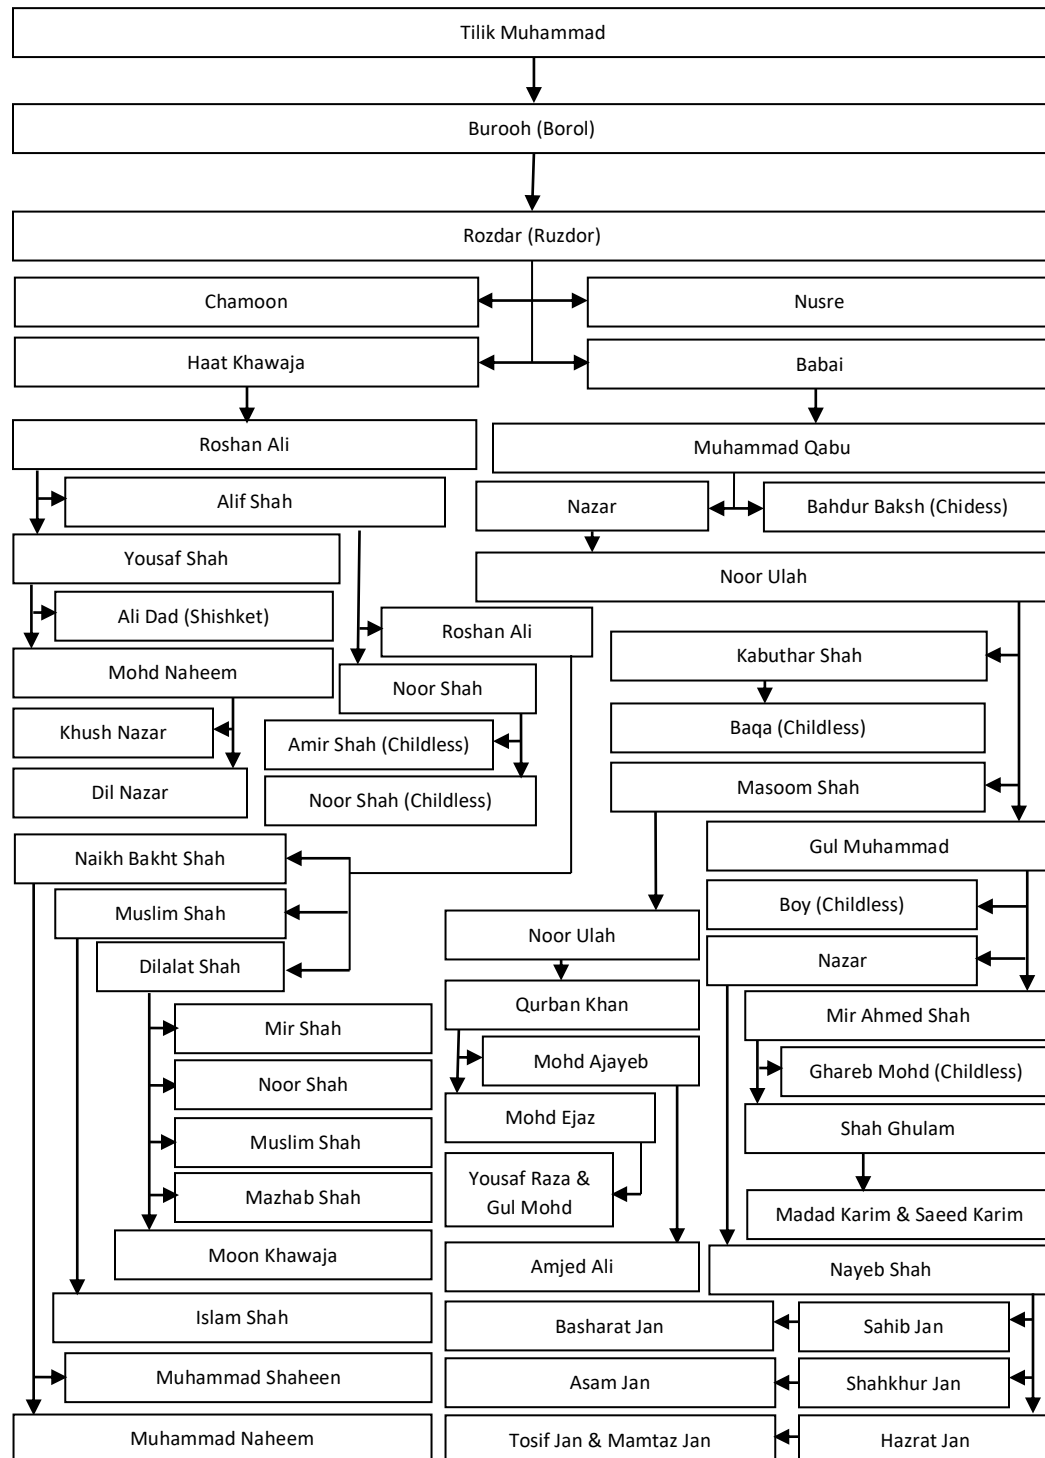 Tilik Muhammad
Burooh (Borol)
Rozdar (Ruzdor)
Chamoon
Nusre
Haat Khawaja
Babai
Roshan Ali
Muhammad Qabu
Alif Shah
Nazar
Bahdur Baksh (Chidess)
Yousaf Shah
Noor Ulah
Ali Dad (Shishket)
Roshan Ali
Kabuthar Shah
Mohd Naheem
Noor Shah
Khush Nazar
Amir Shah (Childless)
Baqa (Childless)
Dil Nazar
Noor Shah (Childless)
Masoom Shah
Naikh Bakht Shah
Gul Muhammad
Muslim Shah
Boy (Childless)
Noor Ulah
Dilalat Shah
Nazar
Qurban Khan
Mir Ahmed Shah
Mir Shah
Mohd Ajayeb
Ghareb Mohd (Childless)
Noor Shah
Mohd Ejaz
Shah Ghulam
Muslim Shah
Yousaf Raza &
Gul Mohd
Mazhab Shah
Madad Karim & Saeed Karim
Moon Khawaja
Amjed Ali
Nayeb Shah
Islam Shah
Basharat Jan
Sahib Jan
Muhammad Shaheen
Asam Jan
Shahkhur Jan
Muhammad Naheem
Tosif Jan & Mamtaz Jan
Hazrat Jan